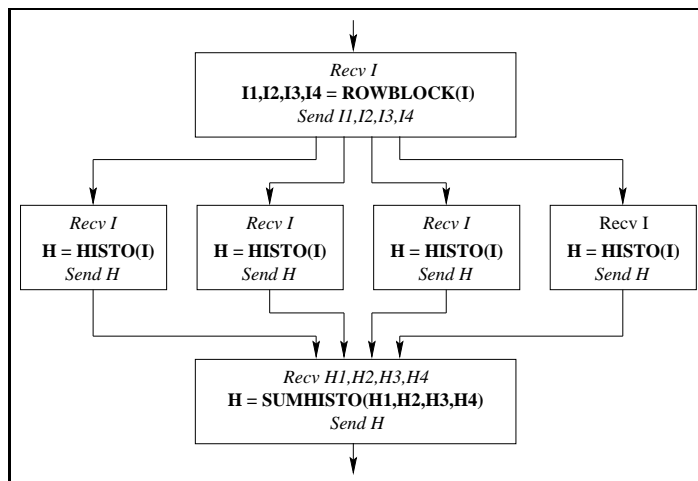 Recv I
I1,I2,I3,I4 = ROWBLOCK(I)
Send I1,I2,I3,I4
Recv I
H = HISTO(I)
Send H
Recv I
H = HISTO(I)
Send H
Recv I
H = HISTO(I)
Send H
Recv I
H = HISTO(I)
Send H
Recv H1,H2,H3,H4
H = SUMHISTO(H1,H2,H3,H4)
Send H